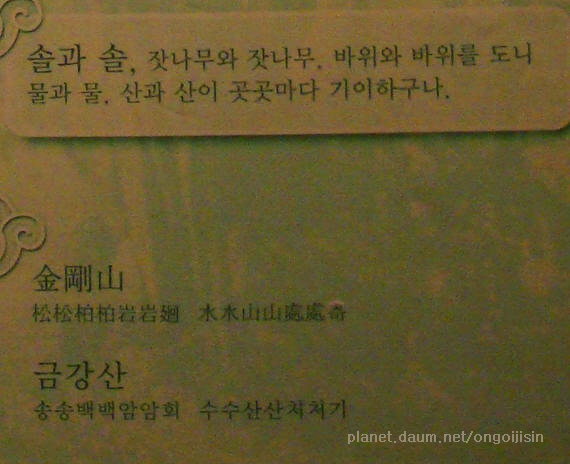 솔과 솔, 잣나무와 잣나무. 바위와 바위를 도니
물과 물. 산과 산이 곳곳마다 기이하구나.
金剛山
松松柏柏岩岩廻 水水山山處處奇
금강산
송송백백암암회 수수산산처처기
planet.daum.net/ongoijisin